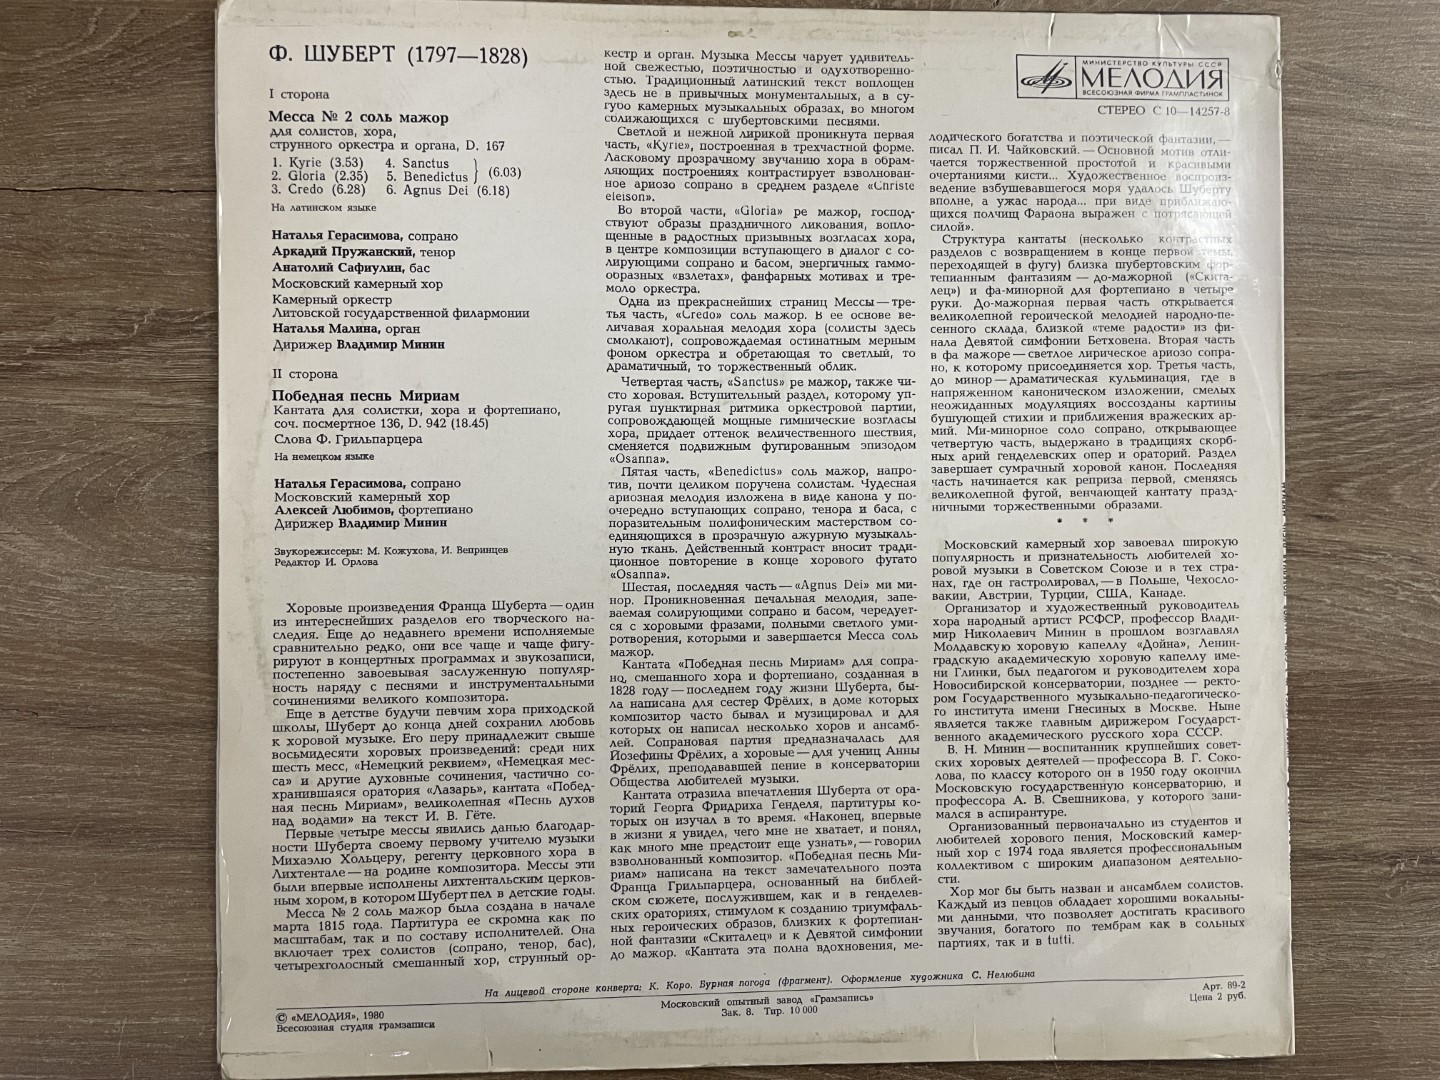 Ф. ШУБЕРТ (1797—1828)
I сторона
Месса № 2 соль мажор
для солистов, хора,
струнного оркестра и органа, D. 167
1. Kyrie (3.53)
2. Gloria (2.35)
3. Credo (6.28)
4. Sanctus
5. Benedictus
(6.03)
6. Agnus Dei (6.18)
На латинском языке
Наталья Герасимова, сопрано
Аркадий Пружанский, тенор
Анатолий Сафиулин, бас
Московский камерный хор
Камерный оркестр
Литовской государственной филармонии
Наталья Малина, орган
Дирижер Владимир Минин
II сторона
Победная песнь Мириам
Кантата для солистки, хора и фортепиано,
соч. посмертное 136, D. 942 (18.45)
Слова Ф. Грильпарцера
На немецком языке
Наталья Герасимова, сопрано
Московский камерный хор
Алексей Любимов, фортепиано
Дирижер Владимир Минин
Звукорежиссеры: М. Кожухова, И. Вепринцев
Редактор И. Орлова
Хоровые произведения Франца Шуберта — один
из интереснейших разделов его творческого на-
следия. Еще до недавнего времени исполняемые
сравнительно редко, они все чаще и чаще фигу-
рируют в концертных программах и звукозаписи,
постепенно завоевывая заслуженную популяр-
ность наряду с песнями и инструментальными
сочинениями великого композитора.
Еще в детстве будучи певчим хора приходской
школы, Шуберт до конца дней сохранил любовь
к хоровой музыке. Его перу принадлежит свыше
восьмидесяти хоровых произведений: среди них
шесть месс, «Немецкий реквием», «Немецкая мес-
са» и другие духовные сочинения, частично со-
хранившаяся оратория «Лазарь», кантата «Побед-
ная песнь Мириам», великолепная «Песнь духов
над водами» на текст И. В. Гёте.
Первые четыре мессы явились данью благодар-
ности Шуберта своему первому учителю музыки
Михаэлю Хольцеру, регенту церковного хора в
Лихтентале — на родине композитора. Мессы эти
были впервые исполнены лихтентальским церков-
ным хором, в котором Шуберт пел в детские годы.
Месса № 2 соль мажор была создана в начале
марта 1815 года. Партитура ее скромна как по
масштабам, так и по составу исполнителей. Она
включает трех солистов (сопрано, тенор, бас),
четырехголосный смешанный хор, струнный ор-
кестр и орган. Музыка Мессы чарует удивитель-
ной свежестью, поэтичностью и одухотворенно-
стью. Традиционный латинский текст воплощен
здесь не в привычных монументальных, а в су-
губо камерных музыкальных образах, во многом
сближающихся с шубертовскими песнями.
Светлой и нежной лирикой проникнута первая
часть, «Kyrie», построенная в трехчастной форме.
Ласковому прозрачному звучанию хора в обрам-
ляющих построениях контрастирует взволнован-
ное ариозо сопрано в среднем разделе «Christe
eleison».
Во второй части, «Gloria» ре мажор, господ-
ствуют образы праздничного ликования, вопло-
щенные в радостных призывных возгласах хора,
в центре композиции вступающего в диалог с со-
лирующими сопрано и басом, энергичных гаммо-
образных «взлетах», фанфарных мотивах и тре-
моло оркестра.
Одна из прекраснейших страниц Мессы — тре-
тья часть, «Credo» соль мажор. В ее основе ве-
личавая хоральная мелодия хора (солисты здесь
смолкают), сопровождаемая остинатным мерным
фоном оркестра и обретающая то светлый, то
драматичный, то торжественный облик.
Четвертая часть, «Sanctus» ре мажор, также чи-
сто хоровая. Вступительный раздел, которому уп-
ругая пунктирная ритмика оркестровой партии,
сопровождающей мощные гимнические возгласы
хора, придает оттенок величественного шествия,
сменяется подвижным фугированным эпизодом
«Osanna».
Пятая часть, «Benedictus» соль мажор, напро-
тив, почти целиком поручена солистам. Чудесная
ариозная мелодия изложена в виде канона у по-
очередно вступающих сопрано, тенора и баса, с
поразительным полифоническим мастерством со-
единяющихся в прозрачную ажурную музыкаль-
ную ткань. Действенный контраст вносит тради-
ционное повторение в конце хорового фугато
«Osanna».
Шестая, последняя часть — «Agnus Dei» ми ми-
нор. Проникновенная печальная мелодия, запе-
ваемая солирующими сопрано и басом, чередует-
ся с хоровыми фразами, полными светлого уми-
ротворения, которыми и завершается Месса соль
мажор.
Кантата «Победная песнь Мириам» для сопра-
но, смешанного хора и фортепиано, созданная в
1828 году — последнем году жизни Шуберта, бы-
ла написана для сестер Фрёлих, в доме которых
композитор часто бывал и музицировал и для
которых он написал несколько хоров и ансамб-
лей. Сопрановая партия предназначалась для
Йозефины Фрёлих, а хоровые — для учениц Анны
Фрёлих, преподававшей пение в консерватории
Общества любителей музыки.
Кантата отразила впечатления Шуберта от ора-
торий Георга Фридриха Генделя, партитуры ко-
торых он изучал в то время. «Наконец, впервые
в жизни я увидел, чего мне не хватает, и понял,
как много мне предстоит еще узнать», — говорил
взволнованный композитор. «Победная песнь Ми-
риам» написана на текст замечательного поэта
Франца Грильпарцера, основанный на библей-
ском сюжете, послужившем, как и в генделев-
ских ораториях, стимулом к созданию триумфаль-
ных героических образов, близких к фортепиан-
ной фантазии «Скиталец» и к Девятой симфонии
до мажор. «Кантата эта полна вдохновения, ме-
МИНИСТЕРСТВО КУЛЬТУРЫ СССР
МЕЛОДИЯ
ВСЕСОЮЗНАЯ ФИРМА ГРАМПЛАСТИНОК
СТЕРЕО С 10—14257-8
лодического богатства и поэтической фантазии, —
писал П. И. Чайковский. — Основной мотив отли-
чается торжественной простотой и красивыми
очертаниями кисти... Художественное воспроиз-
ведение взбушевавшегося моря удалось Шуберту
вполне, а ужас народа... при виде приближаю-
щихся полчищ Фараона выражен с потрясающей
силой».
Структура кантаты (несколько контрастных
разделов с возвращением в конце первой темы,
переходящей в фугу) близка шубертовским фор-
тепианным фантазиям — до-мажорной («Скита-
лец») и фа-минорной для фортепиано в четыре
руки. До-мажорная первая часть открывается
великолепной героической мелодией народно-пе-
сенного склада, близкой «теме радости» из фи-
нала Девятой симфонии Бетховена. Вторая часть
в фа мажоре — светлое лирическое ариозо сопра-
но, к которому присоединяется хор. Третья часть,
до минор — драматическая кульминация, где в
напряженном каноническом изложении, смелых
неожиданных модуляциях воссозданы картины
бушующей стихии и приближения вражеских ар-
мий. Ми-минорное соло сопрано, открывающее
четвертую часть, выдержано в традициях скорб-
ных арий генделевских опер и ораторий. Раздел
завершает сумрачный хоровой канон. Последняя
часть начинается как реприза первой, сменяясь
великолепной фугой, венчающей кантату празд-
ничными торжественными образами.
* * *
Московский камерный хор завоевал широкую
популярность и признательность любителей хо-
ровой музыки в Советском Союзе и в тех стра-
нах, где он гастролировал, — в Польше, Чехосло-
вакии, Австрии, Турции, США, Канаде.
Организатор и художественный руководитель
хора народный артист РСФСР, профессор Влади-
мир Николаевич Минин в прошлом возглавлял
Молдавскую хоровую капеллу «Дойна», Ленин-
градскую академическую хоровую капеллу име-
ни Глинки, был педагогом и руководителем хора
Новосибирской консерватории, позднее — ректо-
ром Государственного музыкально-педагогическо-
го института имени Гнесиных в Москве. Ныне
является также главным дирижером Государст-
венного академического русского хора СССР.
В. Н. Минин — воспитанник крупнейших совет-
ских хоровых деятелей — профессора В. Г. Соко-
лова, по классу которого он в 1950 году окончил
Московскую государственную консерваторию, и
профессора А. В. Свешникова, у которого зани-
мался в аспирантуре.
Организованный первоначально из студентов и
любителей хорового пения, Московский камер-
ный хор с 1974 года является профессиональным
коллективом с широким диапазоном деятельно-
сти.
Хор мог бы быть назван и ансамблем солистов.
Каждый из певцов обладает хорошими вокальны-
ми данными, что позволяет достигать красивого
звучания, богатого по тембрам как в сольных
партиях, так и в tutti.
На лицевой стороне конверта: К. Коро. Бурная погода (фрагмент). Оформление художника С. Нелюбина
© «МЕЛОДИЯ», 1980
Всесоюзная студия грамзаписи
Московский опытный завод «Грамзапись»
Зак. 8. Тир. 10 000
Арт. 89-2
Цена 2 руб.